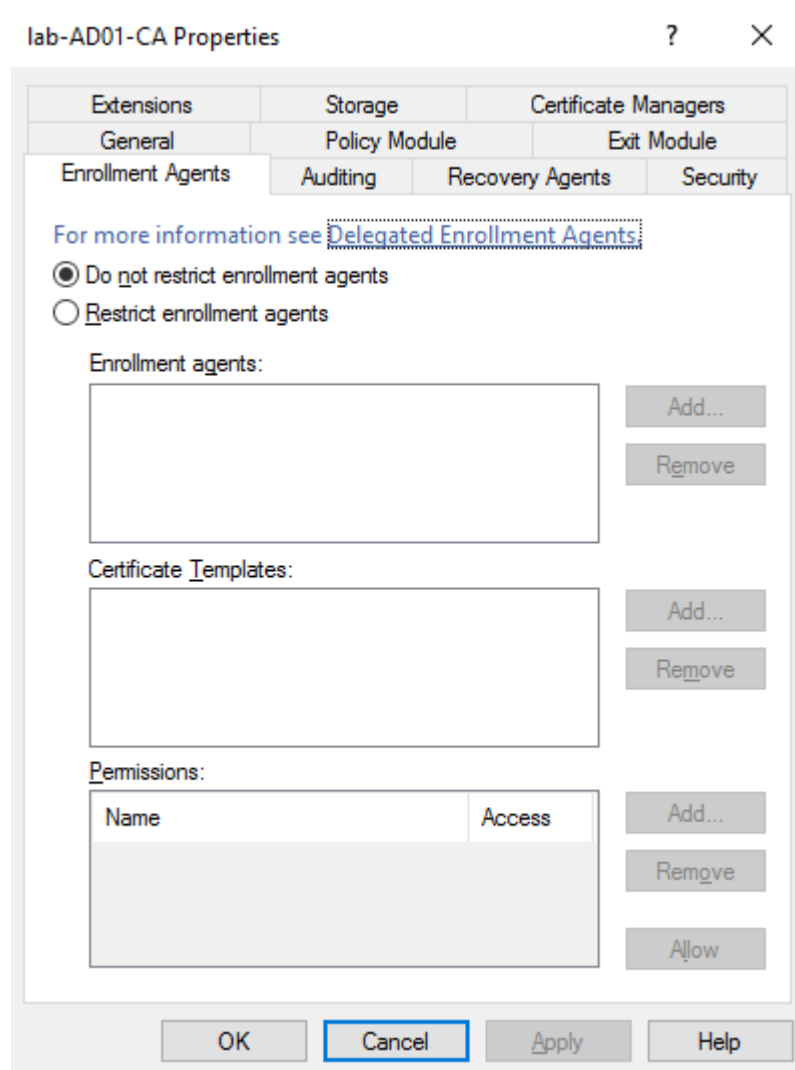 lab-AD01-CA Properties ? ×
Extensions Storage Certificate Managers
General Policy Module Exit Module
Enrollment Agents Auditing Recovery Agents Security
For more information see Delegated Enrollment Agents.
Do not restrict enrollment agents
Restrict enrollment agents
Enrollment agents:
Add...
Remove
Certificate Templates:
Add...
Remove
Permissions:
Name Access
Add...
Remove
Allow
OK Cancel Apply Help